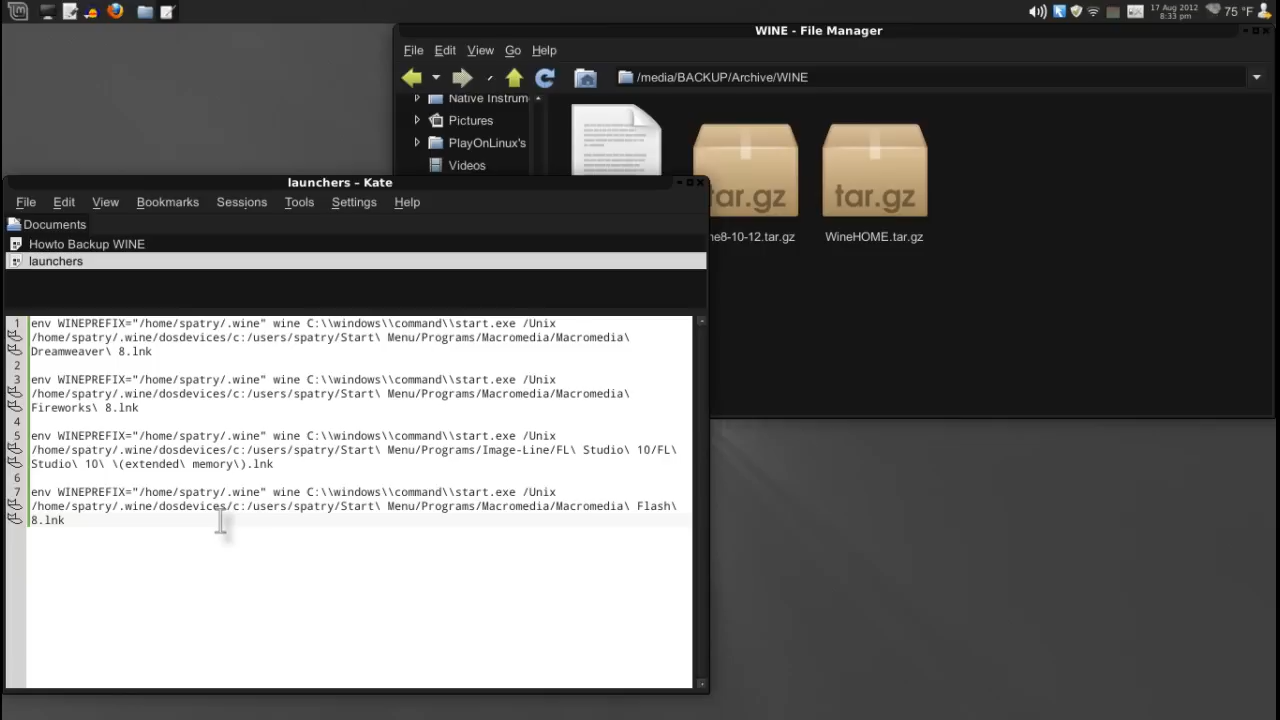 17 Aug 2012
8:33 pm
75 °F
WINE - File Manager
File Edit View Go Help
/media/BACKUP/Archive/WINE
Native Instrum
Pictures
PlayOnLinux's
Videos
tar.gz
tar.gz
e8-10-12.tar.gz
WineHOME.tar.gz
launchers – Kate
File Edit View Bookmarks Sessions Tools Settings Help
Documents
Howto Backup WINE
launchers
1 env WINEPREFIX="/home/spatry/.wine" wine C:\\windows\\command\\start.exe /Unix
/home/spatry/.wine/dosdevices/c:/users/spatry/Start\ Menu/Programs/Macromedia/Macromedia\
Dreamweaver\ 8.lnk
2
3 env WINEPREFIX="/home/spatry/.wine" wine C:\\windows\\command\\start.exe /Unix
/home/spatry/.wine/dosdevices/c:/users/spatry/Start\ Menu/Programs/Macromedia/Macromedia\
Fireworks\ 8.lnk
4
5 env WINEPREFIX="/home/spatry/.wine" wine C:\\windows\\command\\start.exe /Unix
/home/spatry/.wine/dosdevices/c:/users/spatry/Start\ Menu/Programs/Image-Line/FL\ Studio\ 10/FL\
Studio\ 10\ \(extended\ memory\).lnk
6
7 env WINEPREFIX="/home/spatry/.wine" wine C:\\windows\\command\\start.exe /Unix
/home/spatry/.wine/dosdevices/c:/users/spatry/Start\ Menu/Programs/Macromedia/Macromedia\ Flash\
8.lnk